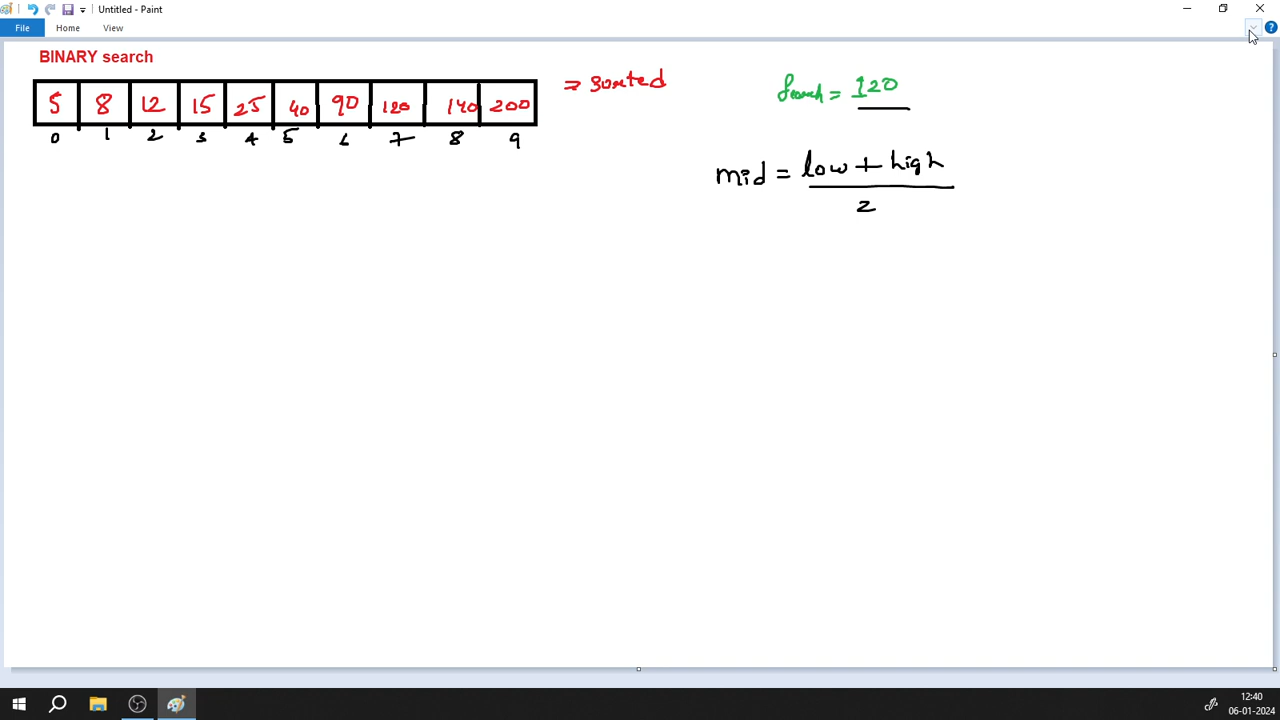 Untitled - Paint
File Home View
BINARY search
5 8 12 15 25 40 90 120 140 200
0 1 2 3 4 5 6 7 8 9
= sorted
Search = 120
mid = low + high
2
12:40
06-01-2024